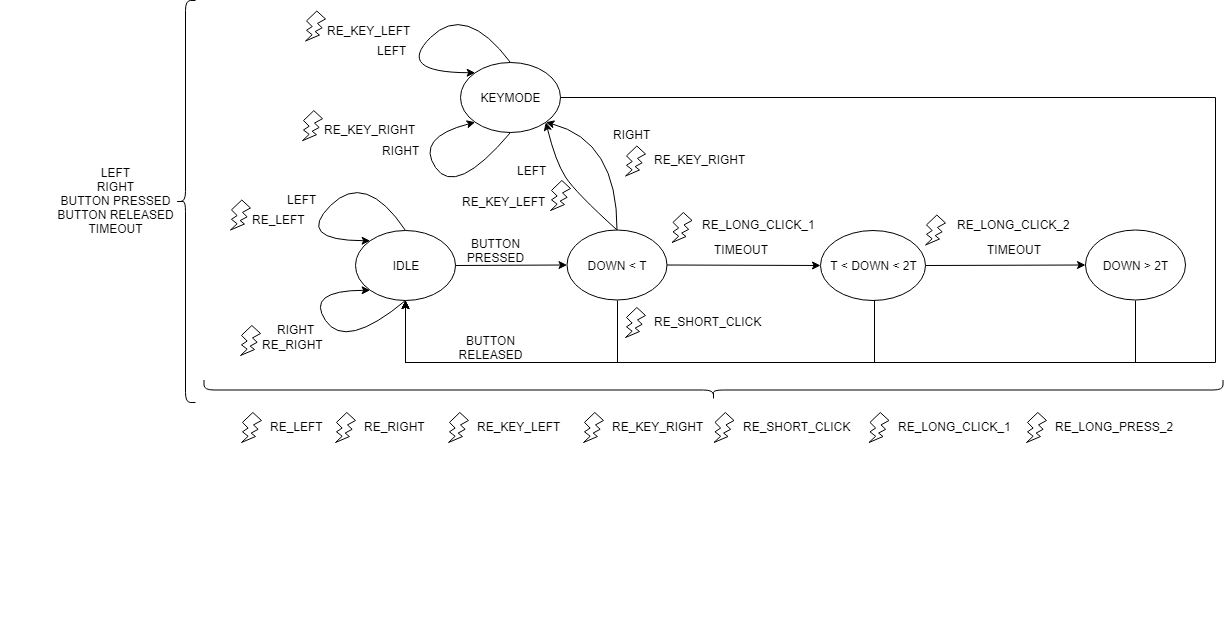 RE_KEY_LEFT
LEFT
KEYMODE
RE_KEY_RIGHT
RIGHT
RIGHT
RE_KEY_RIGHT
LEFT
RE_KEY_LEFT
LEFT
RIGHT
BUTTON PRESSED
BUTTON RELEASED
TIMEOUT
LEFT
RE_LEFT
IDLE
BUTTON
PRESSED
DOWN < T
RE_LONG_CLICK_1
TIMEOUT
T < DOWN < 2T
RE_LONG_CLICK_2
TIMEOUT
DOWN > 2T
RIGHT
RE_RIGHT
BUTTON
RELEASED
RE_SHORT_CLICK
RE_LEFT
RE_RIGHT
RE_KEY_LEFT
RE_KEY_RIGHT
RE_SHORT_CLICK
RE_LONG_CLICK_1
RE_LONG_PRESS_2